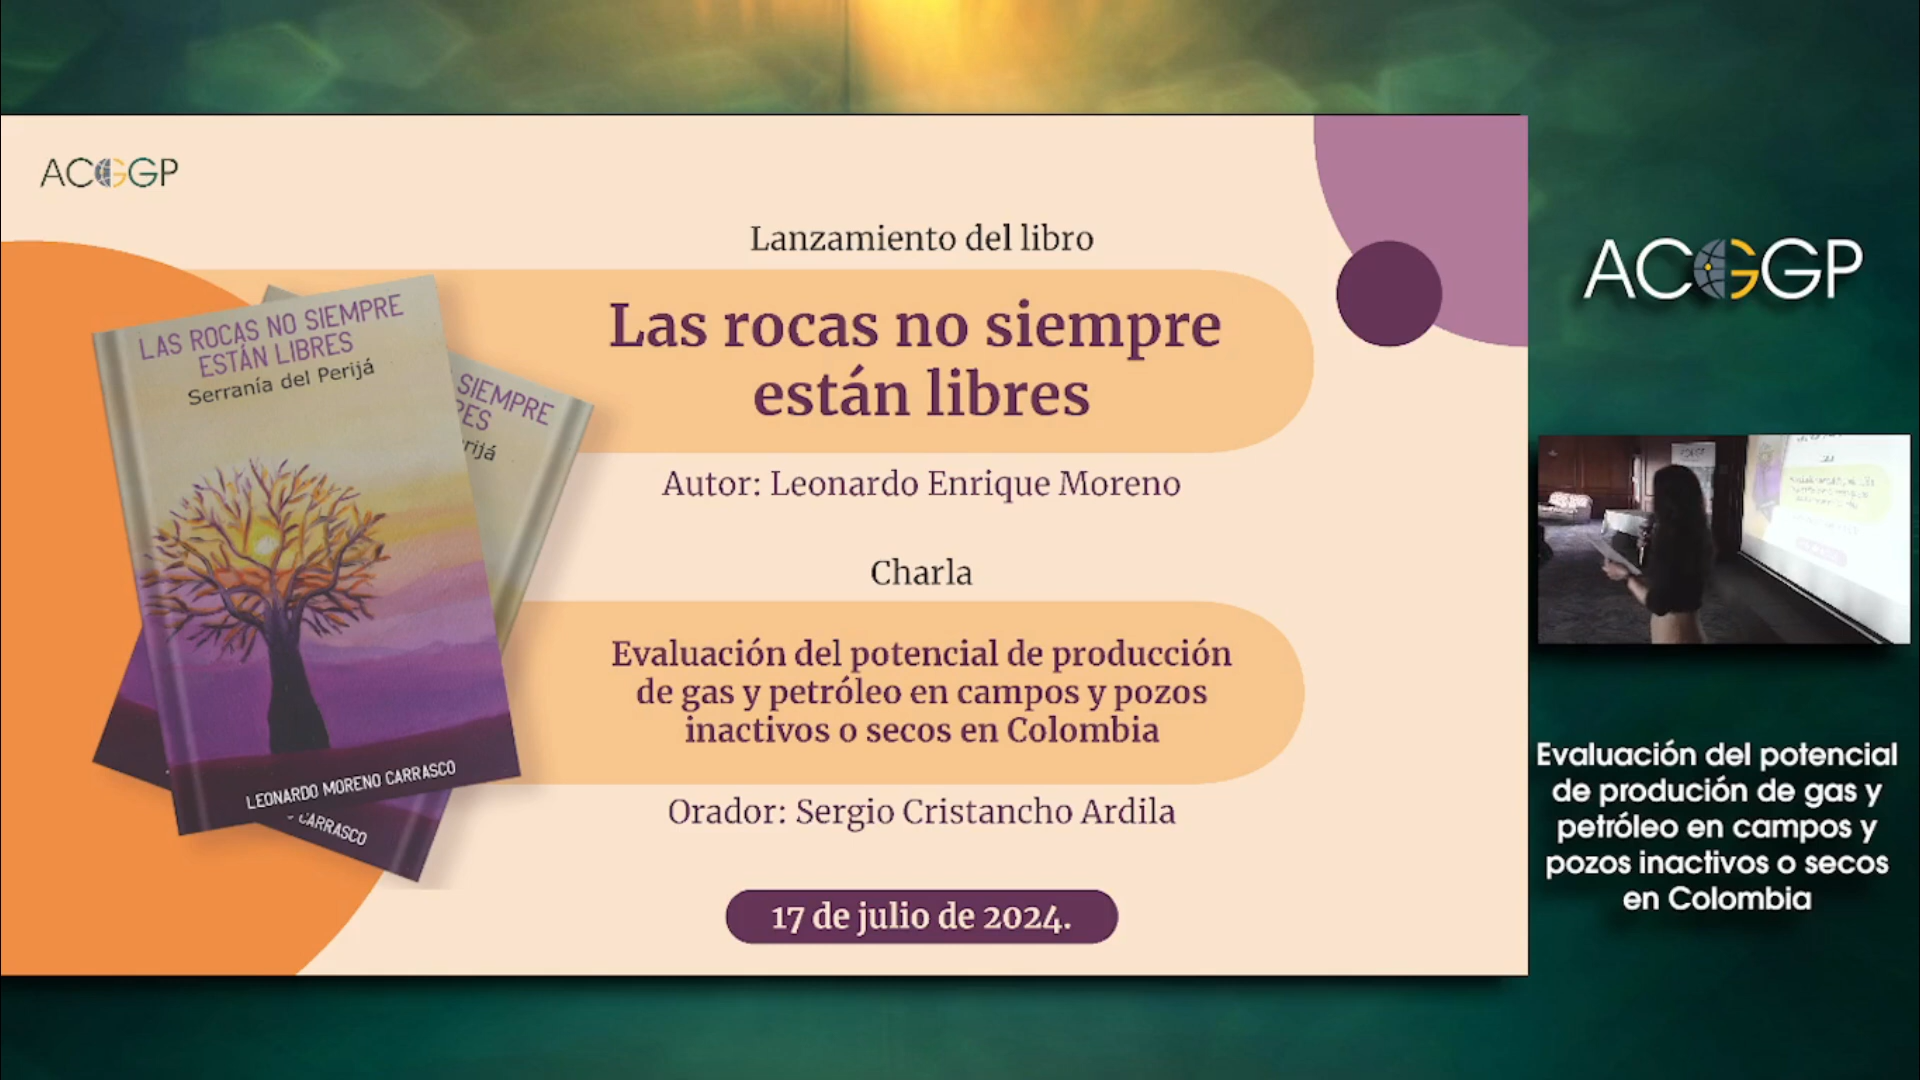 ACGGP
Lanzamiento del libro
Las rocas no siempre
están libres
Autor: Leonardo Enrique Moreno
Charla
Evaluación del potencial de producción
de gas y petróleo en campos y pozos
inactivos o secos en Colombia
Orador: Sergio Cristancho Ardila
17 de julio de 2024.
LAS ROCAS NO SIEMPRE
ESTÁN LIBRES
Serranía del Perijá
LEONARDO MORENO CARRASCO
SIEMPRE
CARRASCO
ACGGP
Evaluación del potencial
de produción de gas y
petróleo en campos y
pozos inactivos o secos
en Colombia